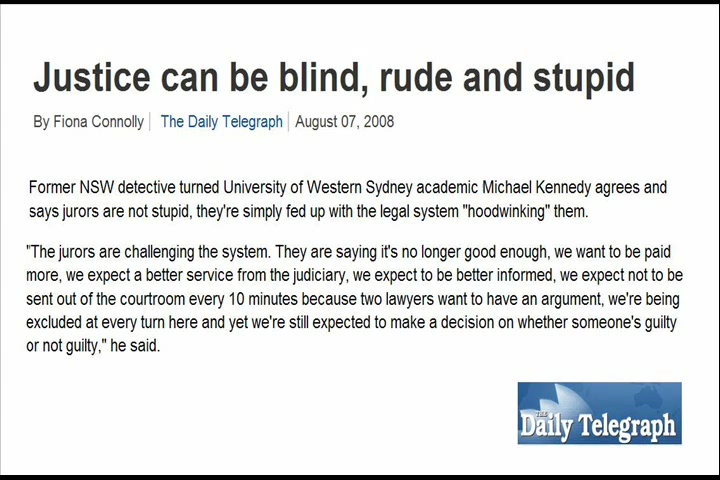 Justice can be blind, rude and stupid
By Fiona Connolly The Daily Telegraph August 07, 2008
Former NSW detective turned University of Western Sydney academic Michael Kennedy agrees and
says jurors are not stupid, they're simply fed up with the legal system "hoodwinking" them.
"The jurors are challenging the system. They are saying it's no longer good enough, we want to be paid
more, we expect a better service from the judiciary, we expect to be better informed, we expect not to be
sent out of the courtroom every 10 minutes because two lawyers want to have an argument, we're being
excluded at every turn here and yet we're still expected to make a decision on whether someone's guilty
or not guilty," he said.
THE
Daily Telegraph